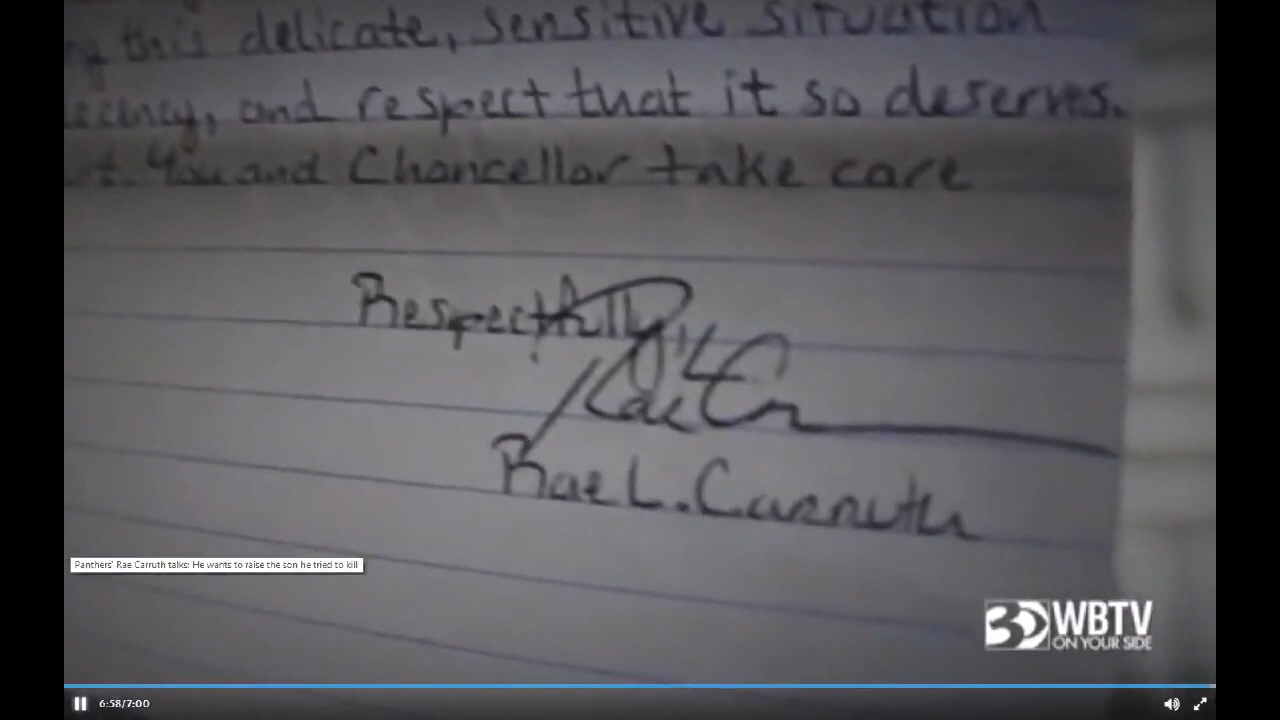 this delicate, sensitive situation
and respect that it so deserves.
You and Chancellor take care
Respectfully,
Rae L. Carruth
Panthers' Rae Carruth talks: He wants to raise the son he tried to kill
3 WBTV
ON YOUR SIDE
6:58/7:00